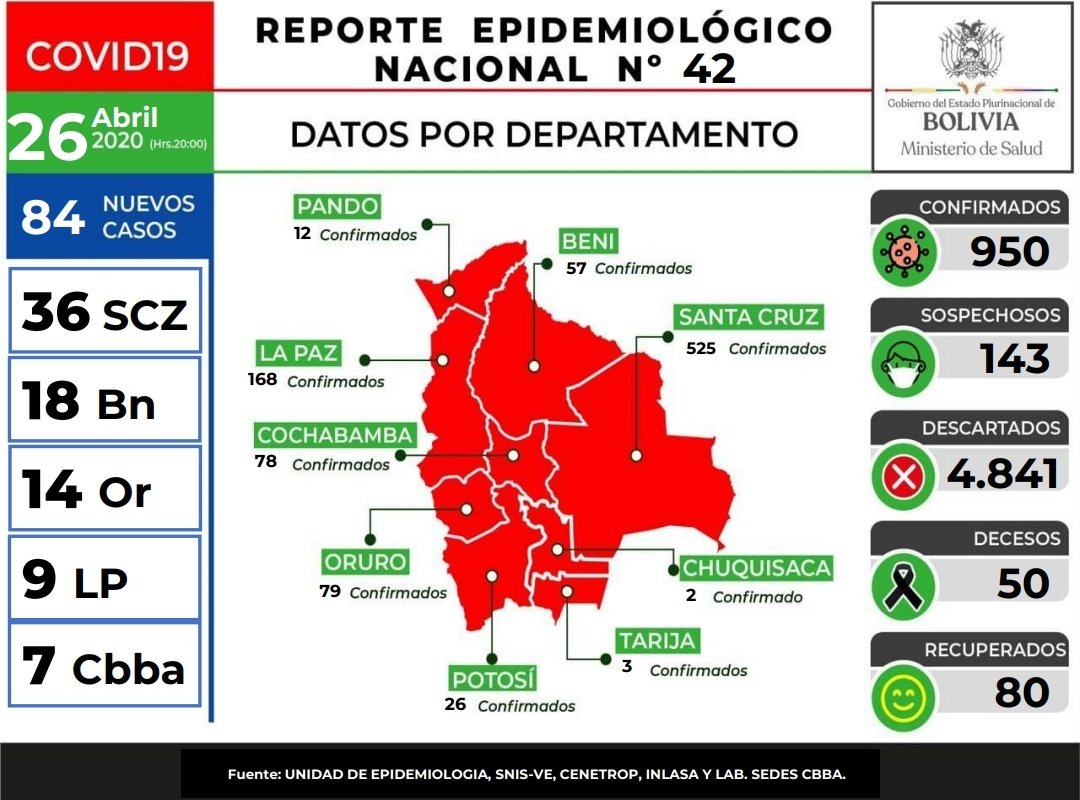 COVID19
REPORTE EPIDEMIOLÓGICO
NACIONAL Nº 42
26 Abril
2020 (Hrs.20:00)
DATOS POR DEPARTAMENTO
Gobierno del Estado Plurinacional de
BOLIVIA
Ministerio de Salud
84 NUEVOS
CASOS
36 SCZ
18 Bn
14 Or
9 LP
7 Cbba
PANDO
12 Confirmados
BENI
57 Confirmados
SANTA CRUZ
525 Confirmados
LA PAZ
168 Confirmados
COCHABAMBA
78 Confirmados
ORURO
79 Confirmados
CHUQUISACA
2 Confirmado
TARIJA
3 Confirmados
POTOSÍ
26 Confirmados
CONFIRMADOS
950
SOSPECHOSOS
143
DESCARTADOS
4.841
DECESOS
50
RECUPERADOS
80
Fuente: UNIDAD DE EPIDEMIOLOGIA, SNIS-VE, CENETROP, INLASA Y LAB. SEDES CBBA.